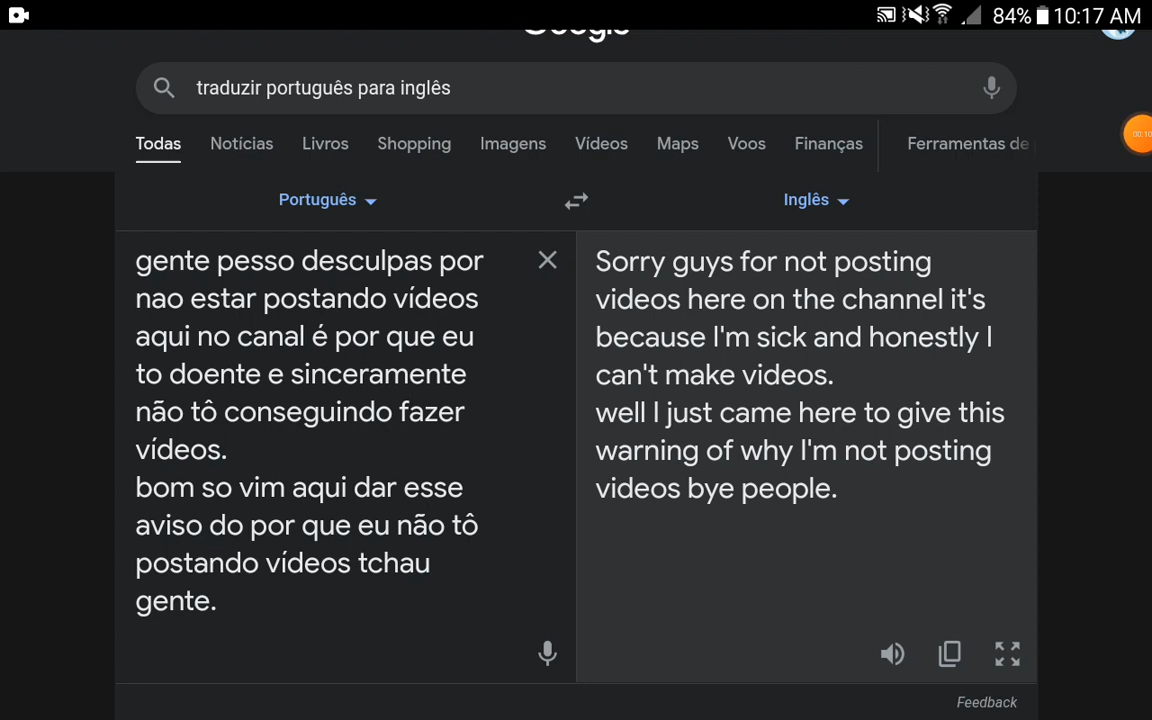 84% 10:17 AM
Google
traduzir português para inglês
00:10
Todas Notícias Livros Shopping Imagens Vídeos Maps Voos Finanças Ferramentas de
Português Inglês
gente pesso desculpas por
nao estar postando vídeos
aqui no canal é por que eu
to doente e sinceramente
não tô conseguindo fazer
vídeos.
bom so vim aqui dar esse
aviso do por que eu não tô
postando vídeos tchau
gente.
Sorry guys for not posting
videos here on the channel it's
because I'm sick and honestly I
can't make videos.
well I just came here to give this
warning of why I'm not posting
videos bye people.
Feedback